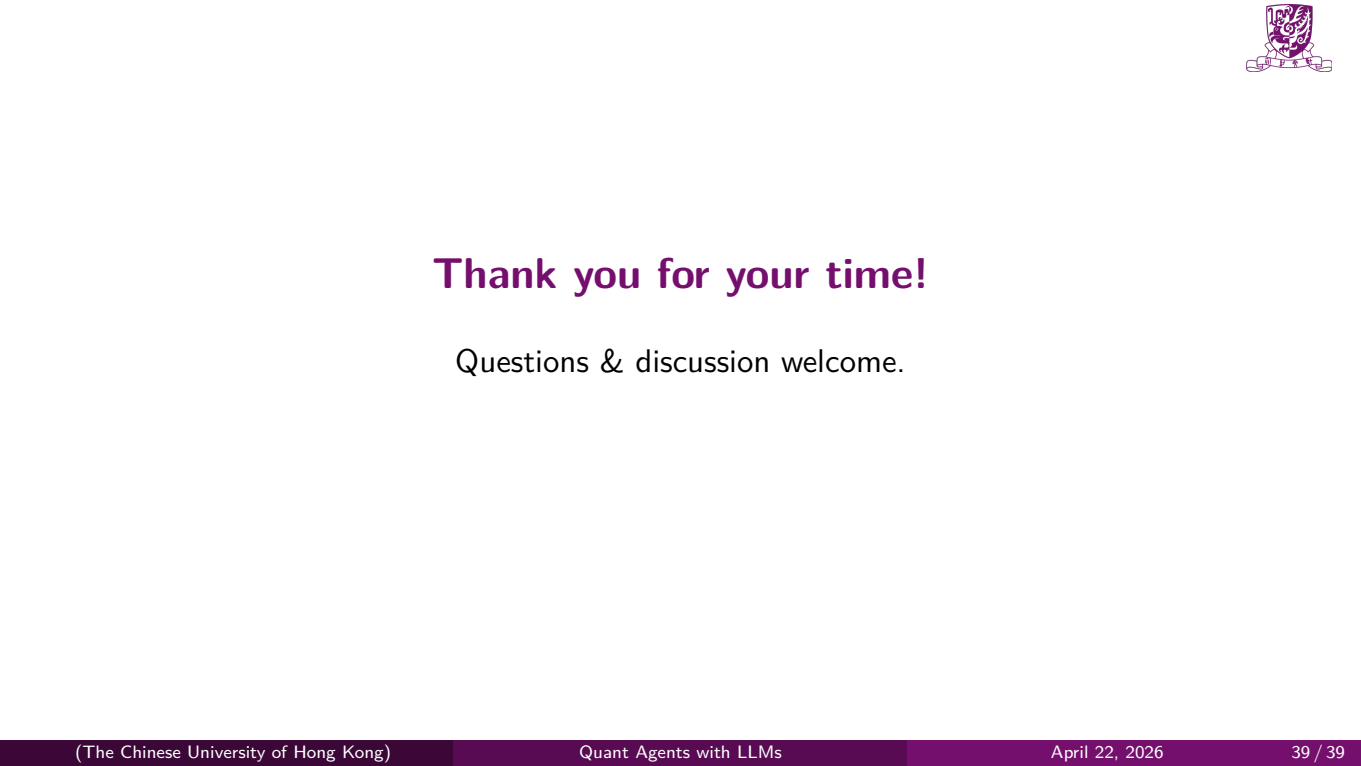 Thank you for your time!
Questions & discussion welcome.
(The Chinese University of Hong Kong) Quant Agents with LLMs April 22, 2026 39 / 39